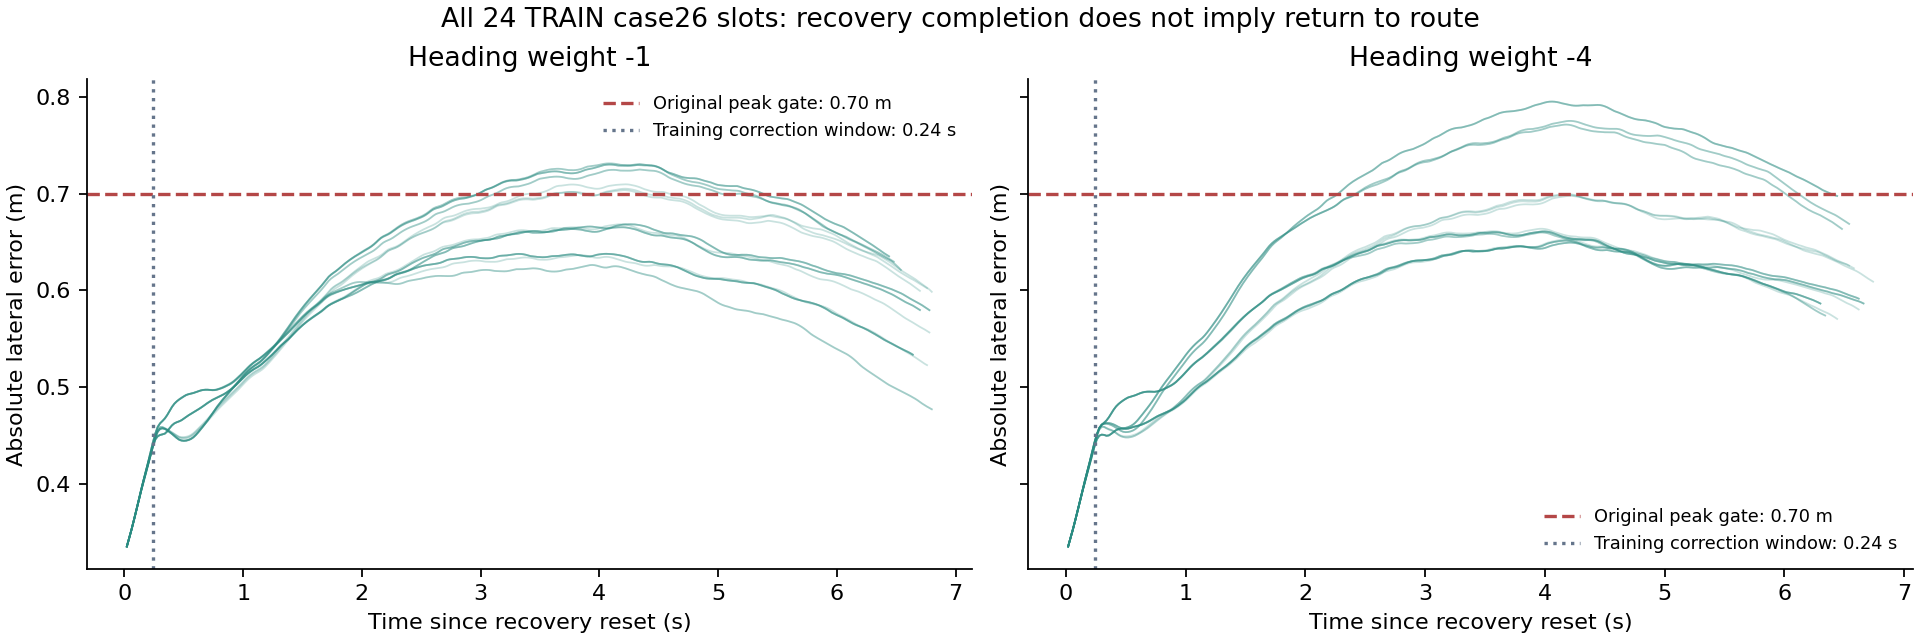 All 24 TRAIN case26 slots: recovery completion does not imply return to route
Heading weight -1
Original peak gate: 0.70 m
Training correction window: 0.24 s
Absolute lateral error (m)
0.8
0.7
0.6
0.5
0.4
0 1 2 3 4 5 6 7
Time since recovery reset (s)
Heading weight -4
Absolute lateral error (m)
Original peak gate: 0.70 m
Training correction window: 0.24 s
0 1 2 3 4 5 6 7
Time since recovery reset (s)